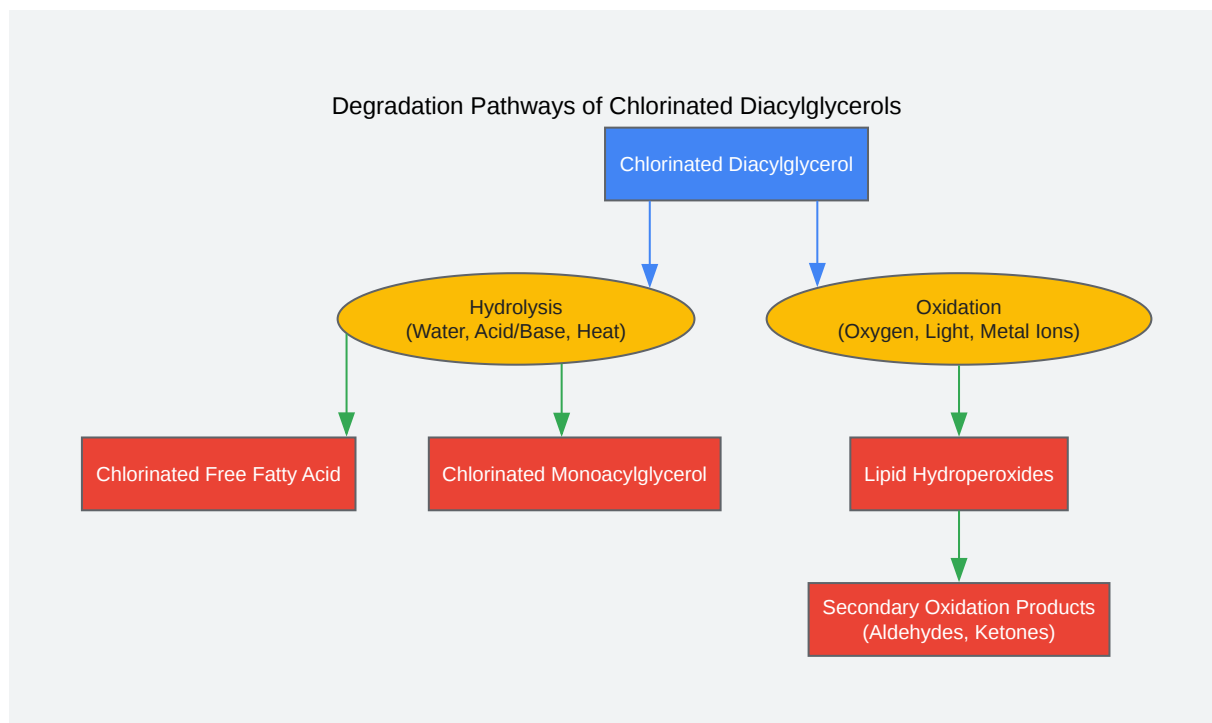 Degradation Pathways of Chlorinated Diacylglycerols
Chlorinated Diacylglycerol
Hydrolysis
(Water, Acid/Base, Heat)
Oxidation
(Oxygen, Light, Metal Ions)
Chlorinated Free Fatty Acid
Chlorinated Monoacylglycerol
Lipid Hydroperoxides
Secondary Oxidation Products
(Aldehydes, Ketones)